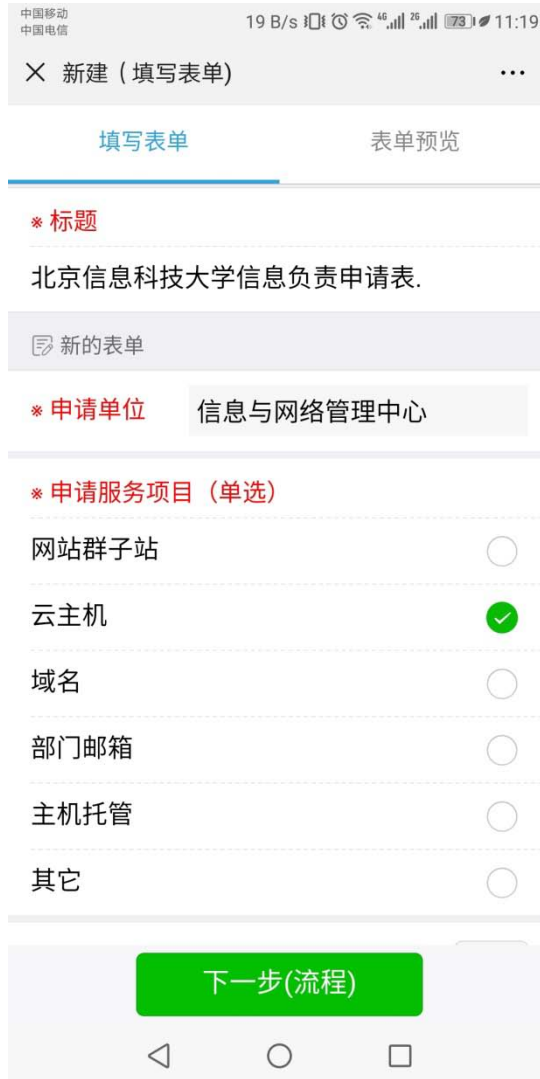 中国移动
中国电信
19 B/s 4G 2G 73 11:19
新建（填写表单)
填写表单 表单预览
※ 标题
北京信息科技大学信息负责申请表.
新的表单
※ 申请单位 信息与网络管理中心
※ 申请服务项目（单选）
网站群子站
云主机
域名
部门邮箱
主机托管
其它
下一步(流程)